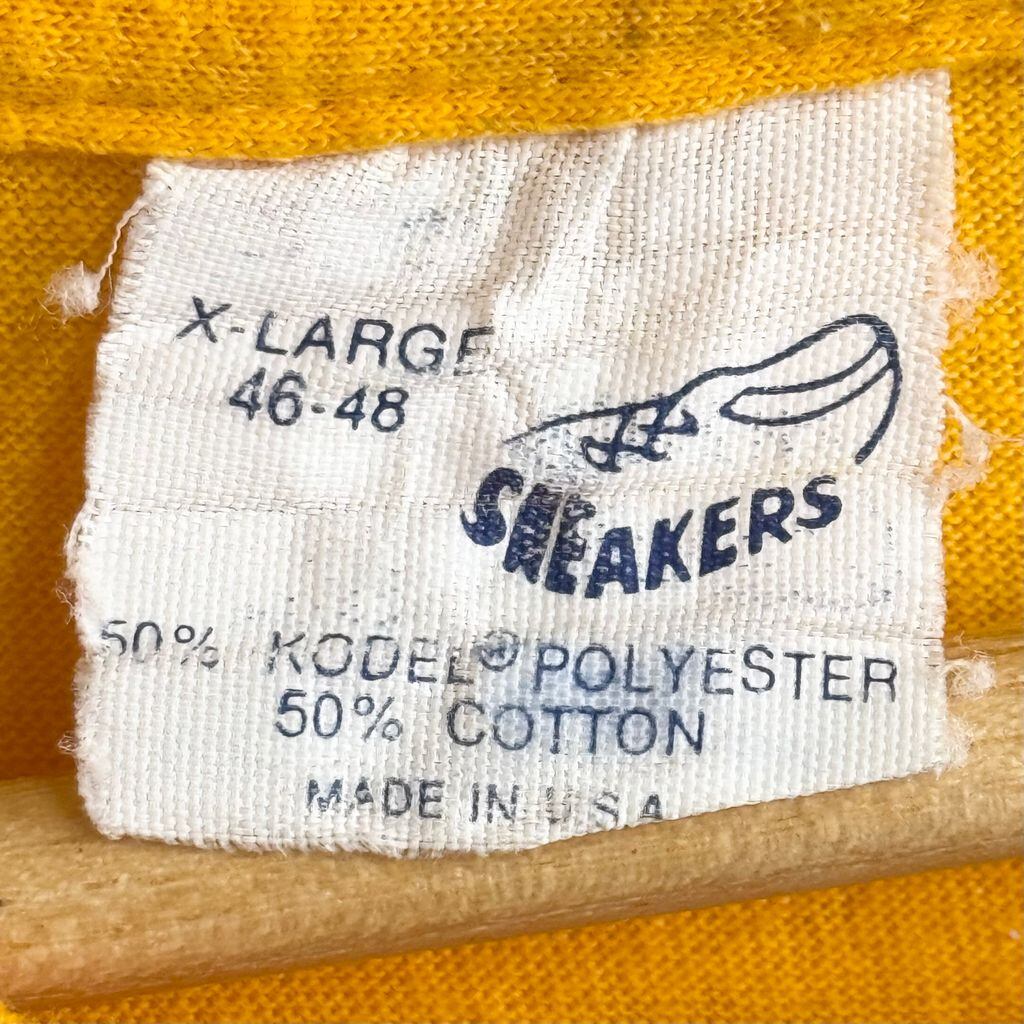 X-LARGE
46-48
SNEAKERS
50% KODEL® POLYESTER
50% COTTON
MADE IN U.S.A.